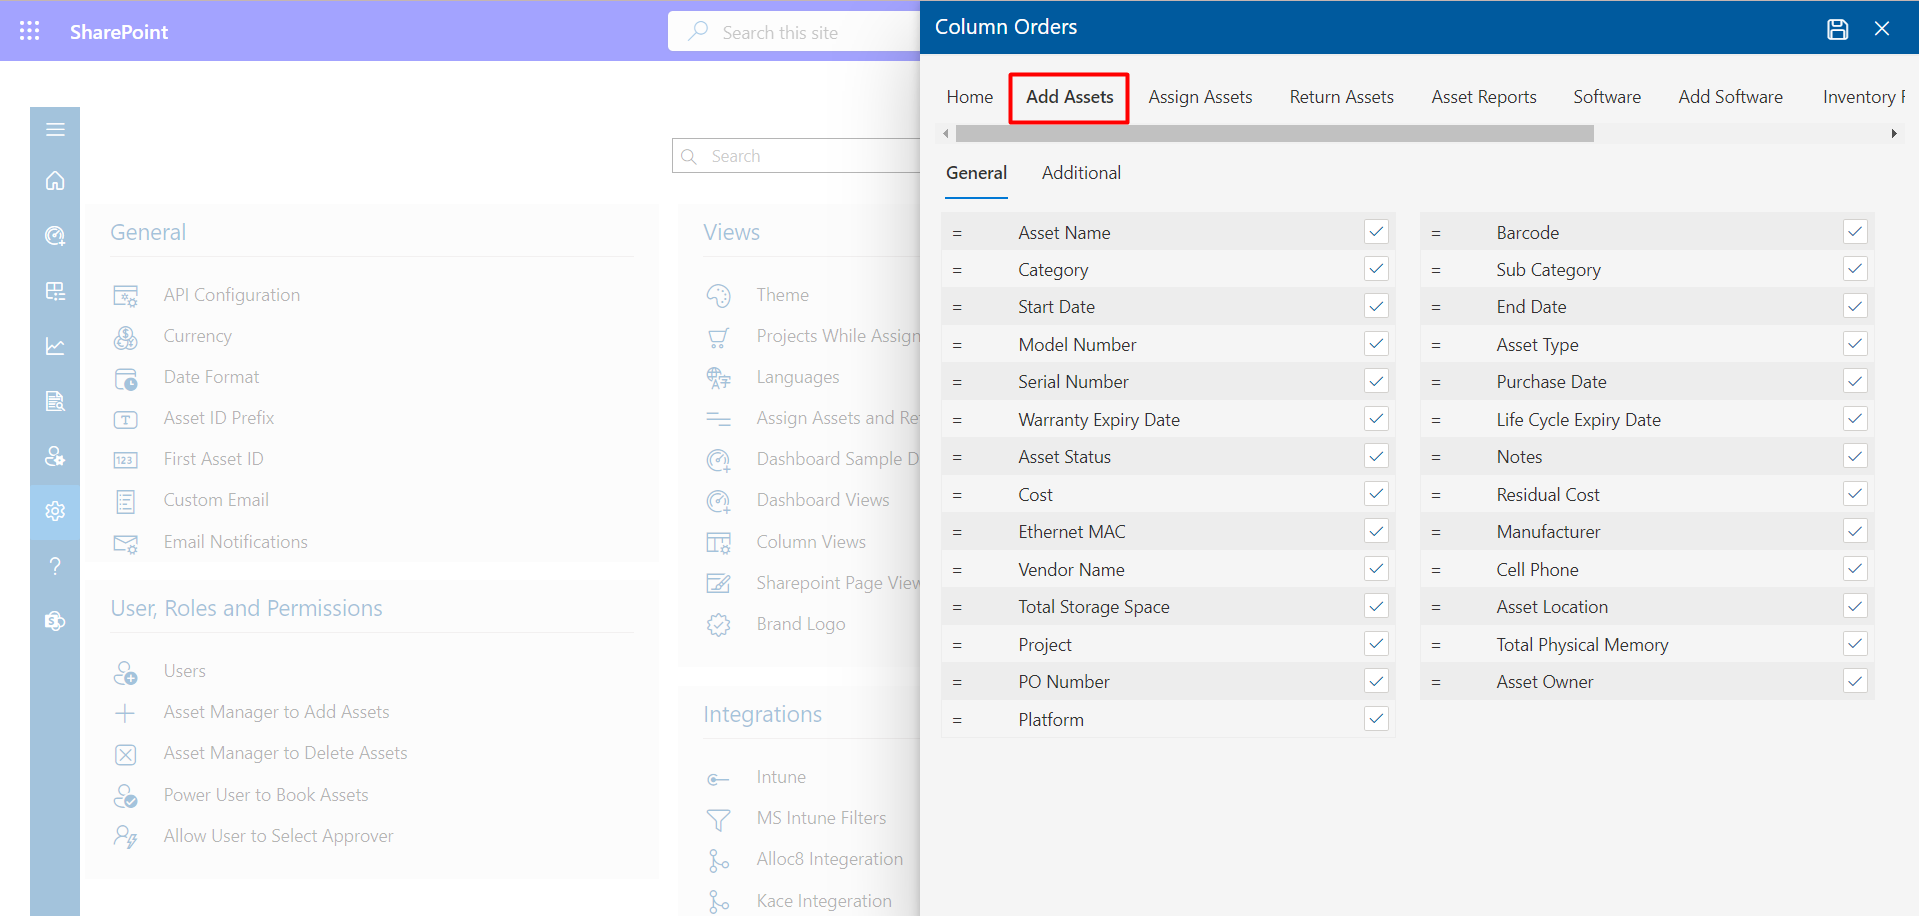 SharePoint
Search this site
Search
General
API Configuration
Currency
Date Format
Asset ID Prefix
First Asset ID
Custom Email
Email Notifications
User, Roles and Permissions
Users
Asset Manager to Add Assets
Asset Manager to Delete Assets
Power User to Book Assets
Allow User to Select Approver
Views
Theme
Projects While Assign
Languages
Assign Assets and Re
Dashboard Sample D
Dashboard Views
Column Views
Sharepoint Page View
Brand Logo
Integrations
Intune
MS Intune Filters
Alloc8 Integeration
Kace Integeration
Column Orders
Home Add Assets Assign Assets Return Assets Asset Reports Software Add Software Inventory
General Additional
= Asset Name = Barcode
= Category = Sub Category
= Start Date = End Date
= Model Number = Asset Type
= Serial Number = Purchase Date
= Warranty Expiry Date = Life Cycle Expiry Date
= Asset Status = Notes
= Cost = Residual Cost
= Ethernet MAC = Manufacturer
= Vendor Name = Cell Phone
= Total Storage Space = Asset Location
= Project = Total Physical Memory
= PO Number = Asset Owner
= Platform